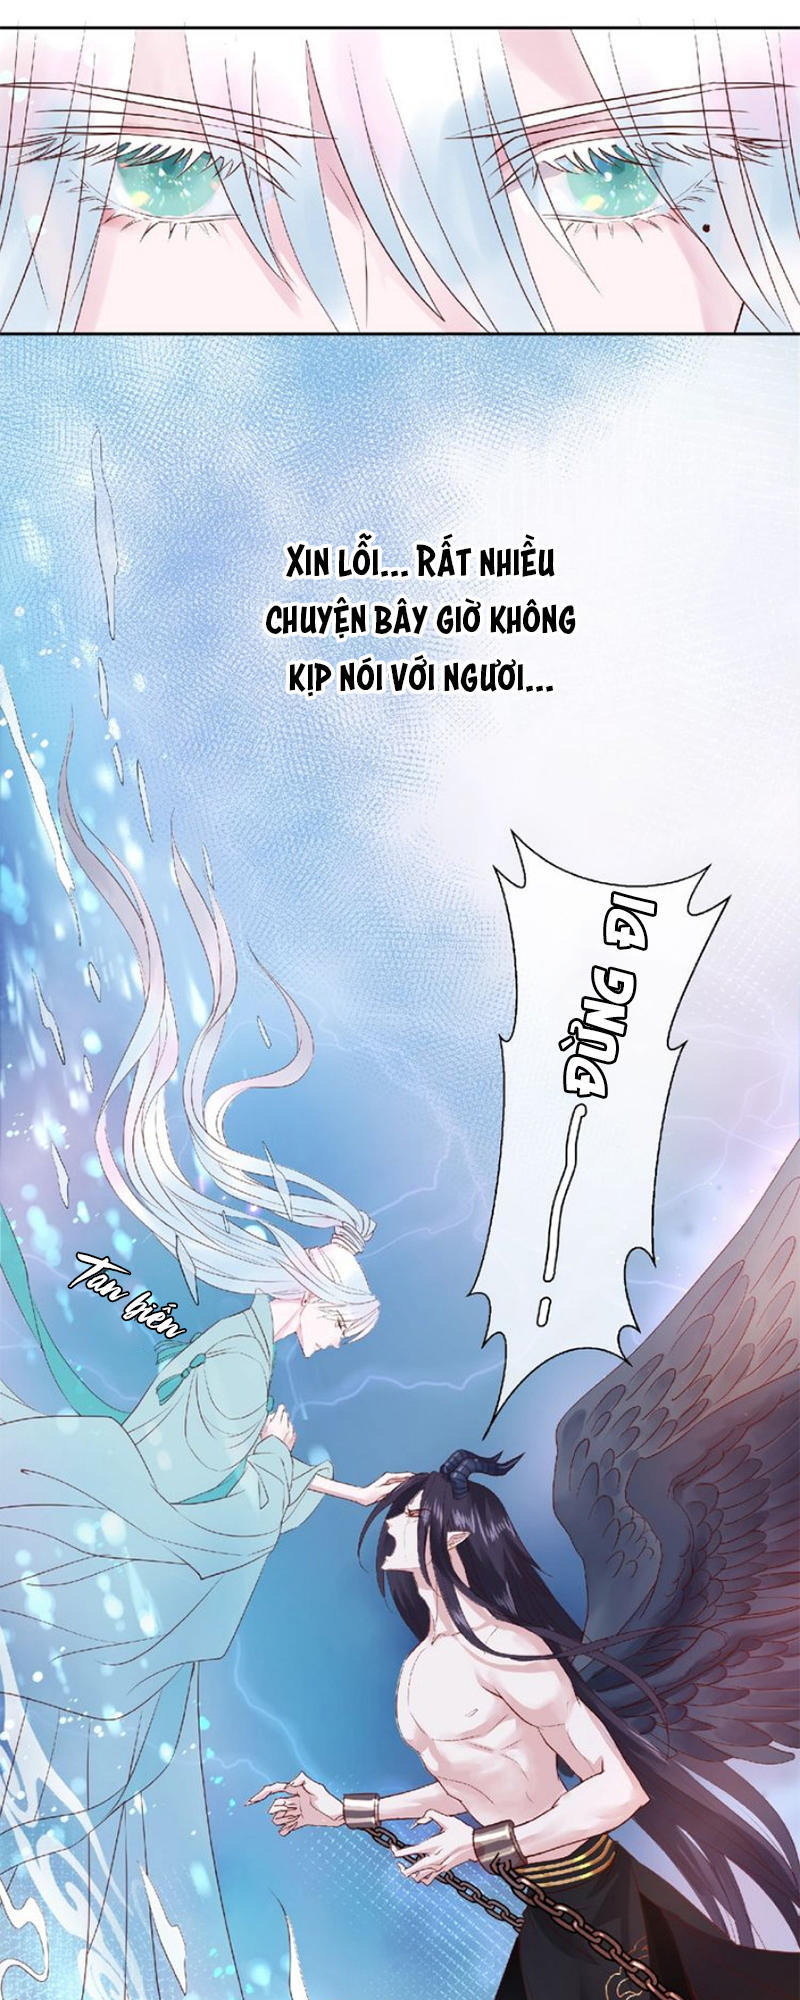 XIN LỖI... RẤT NHIỀU
CHUYỆN BÂY GIỜ KHÔNG
KỊP NÓI VỚI NGƯƠI...
ĐỪNG ĐI
Tan biến